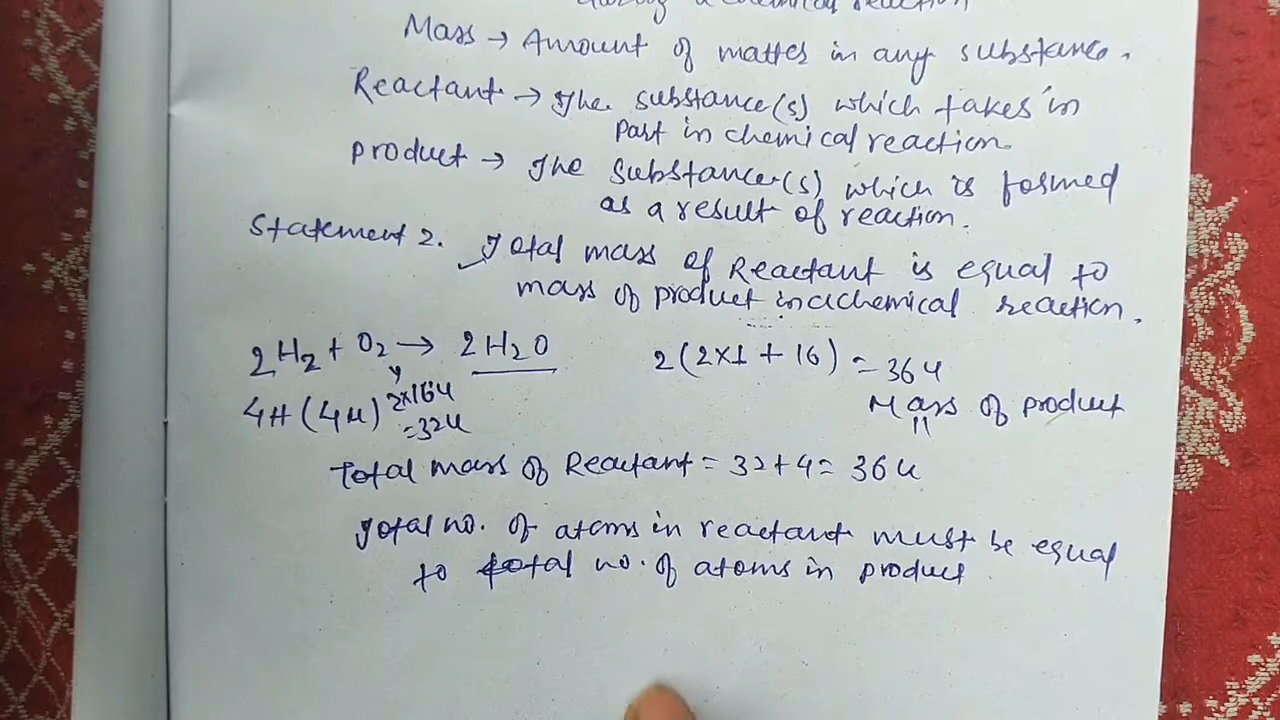 during a chemical reaction
Mass → Amount of matter in any substance.
Reactant → The substance(s) which takes in
part in chemical reaction.
product → The substance(s) which is formed
as a result of reaction.
Statement 2. Total mass of Reactant is equal to
mass of product in a chemical reaction.
2H₂ + O₂ → 2H₂O 2(2×1 + 16) = 36u
4H (4u) 2×16u Mass of product
=32u
Total mass of Reactant = 32+4 = 36u
Total no. of atoms in reactant must be equal
to total no. of atoms in product